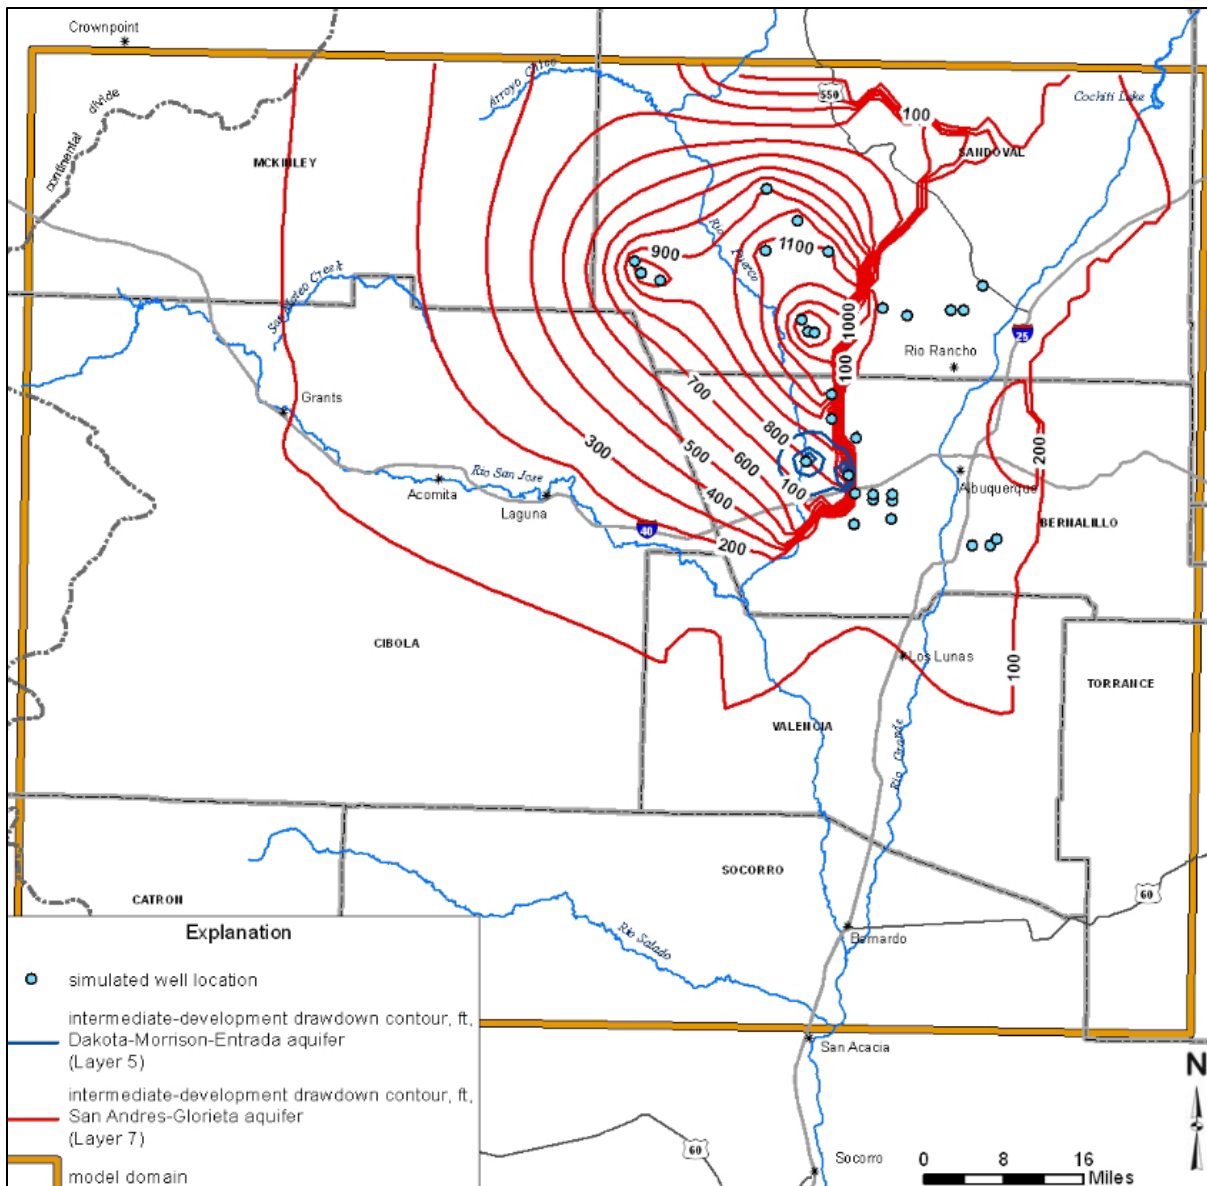 Crownpoint
continental
divide
MCKINLEY
Arroyo Chico
550
100
SANDOVAL
Cochiti Lake
Rio
Puerco
900
1100
San Mateo Creek
1000
25
Rio Rancho
100
Grants
700
800
300
500
600
100
400
200
200
Rio San Jose
Acomita
Laguna
40
Albuquerque
BERNALILLO
CIBOLA
Los Lunas
100
TORRANCE
VALENCIA
Rio Grande
SOCORRO
CATRON
60
Rio Salado
Bernardo
San Acacia
60
Socorro
Explanation
simulated well location
intermediate-development drawdown contour, ft,
Dakota-Morrison-Entrada aquifer
(Layer 5)
intermediate-development drawdown contour, ft,
San Andres-Glorieta aquifer
(Layer 7)
model domain
N
0 8 16
Miles